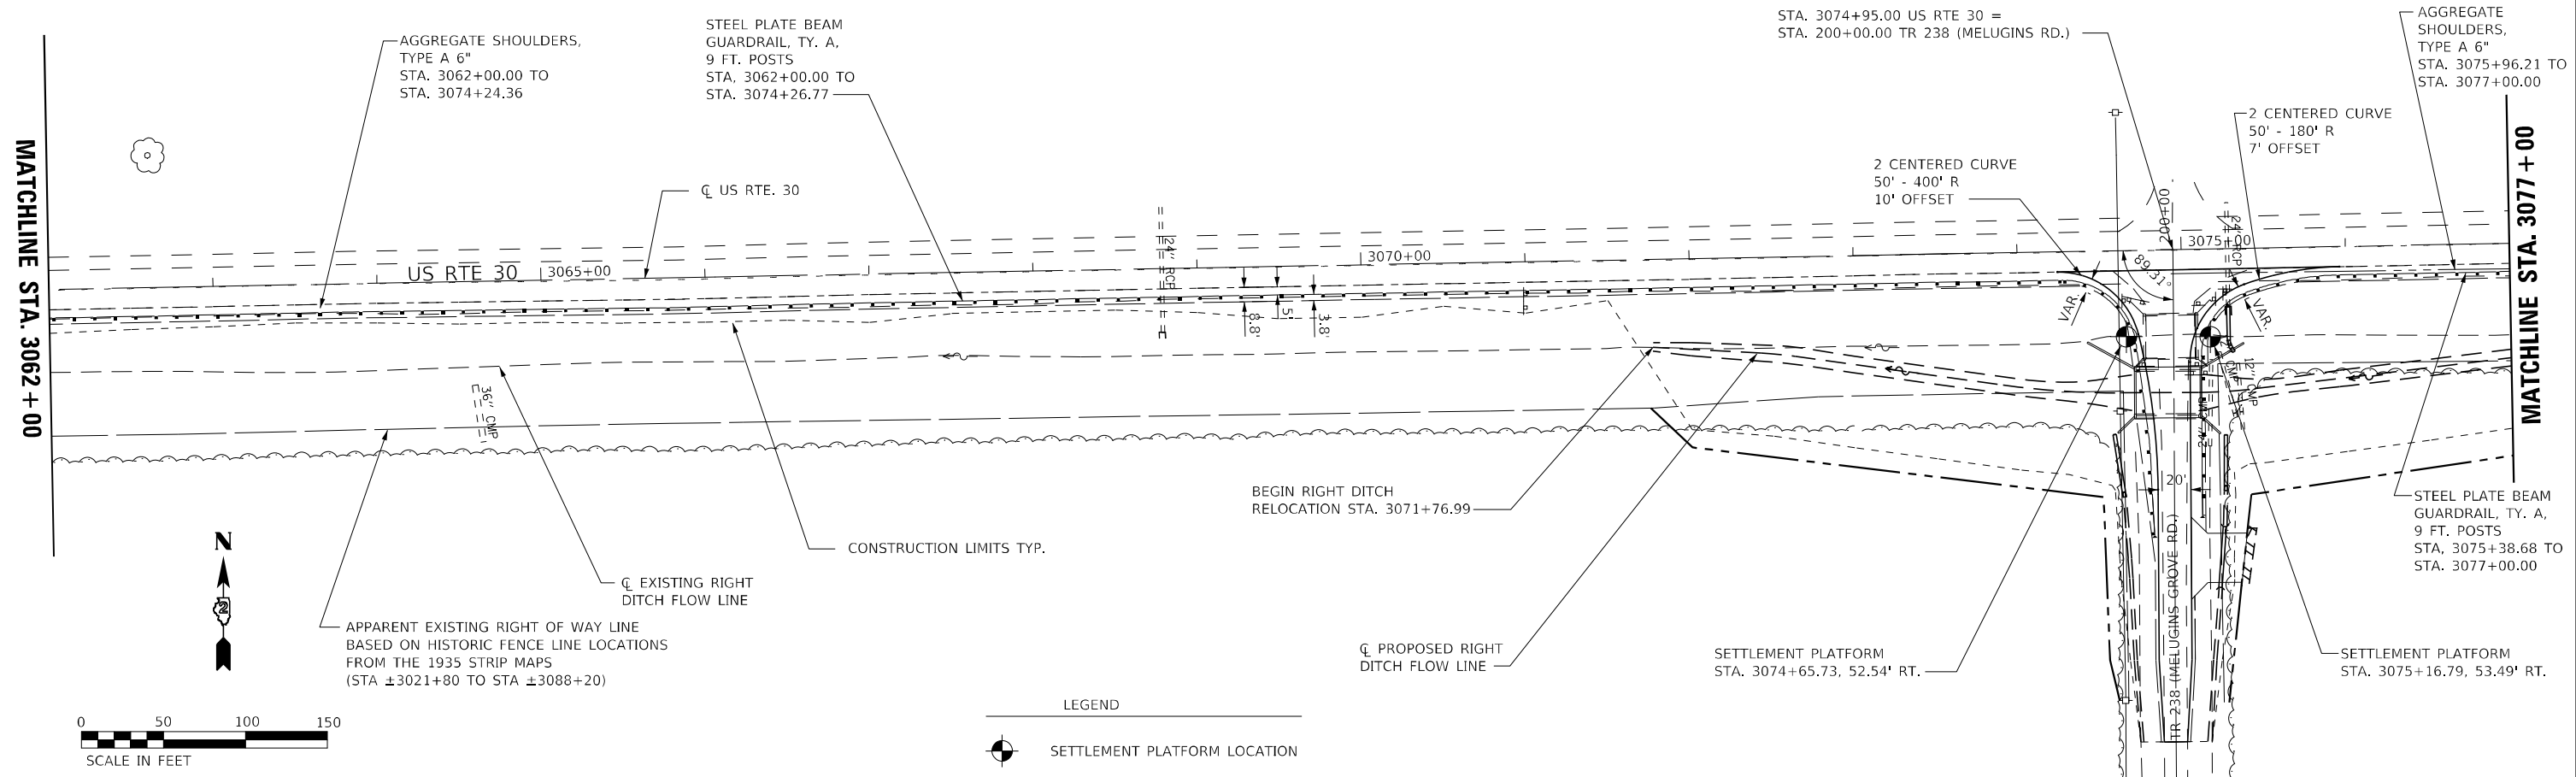 AGGREGATE SHOULDERS,
TYPE A 6"
STA. 3062+00.00 TO
STA. 3074+24.36
STEEL PLATE BEAM
GUARDRAIL, TY. A,
9 FT. POSTS
STA. 3062+00.00 TO
STA. 3074+26.77
STA. 3074+95.00 US RTE 30 =
STA. 200+00.00 TR 238 (MELUGINS RD.)
AGGREGATE
SHOULDERS,
TYPE A 6"
STA. 3075+96.21 TO
STA. 3077+00.00
2 CENTERED CURVE
50' - 180' R
7' OFFSET
2 CENTERED CURVE
50' - 400' R
10' OFFSET
MATCHLINE STA. 3062+00
MATCHLINE STA. 3077+00
℄ US RTE. 30
US RTE 30
3065+00
3070+00
3075+00
200+00
24" RCP
24" RCP
89.31°
VAR.
VAR.
8.8'
5'
3.8'
36" CMP
12" CMP
CMP
24"
20'
TR 238 (MELUGINS GROVE RD.)
BEGIN RIGHT DITCH
RELOCATION STA. 3071+76.99
CONSTRUCTION LIMITS TYP.
℄ EXISTING RIGHT
DITCH FLOW LINE
APPARENT EXISTING RIGHT OF WAY LINE
BASED ON HISTORIC FENCE LINE LOCATIONS
FROM THE 1935 STRIP MAPS
(STA ±3021+80 TO STA ±3088+20)
℄ PROPOSED RIGHT
DITCH FLOW LINE
SETTLEMENT PLATFORM
STA. 3074+65.73, 52.54' RT.
SETTLEMENT PLATFORM
STA. 3075+16.79, 53.49' RT.
STEEL PLATE BEAM
GUARDRAIL, TY. A,
9 FT. POSTS
STA, 3075+38.68 TO
STA. 3077+00.00
N
2
0 50 100 150
SCALE IN FEET
LEGEND
SETTLEMENT PLATFORM LOCATION